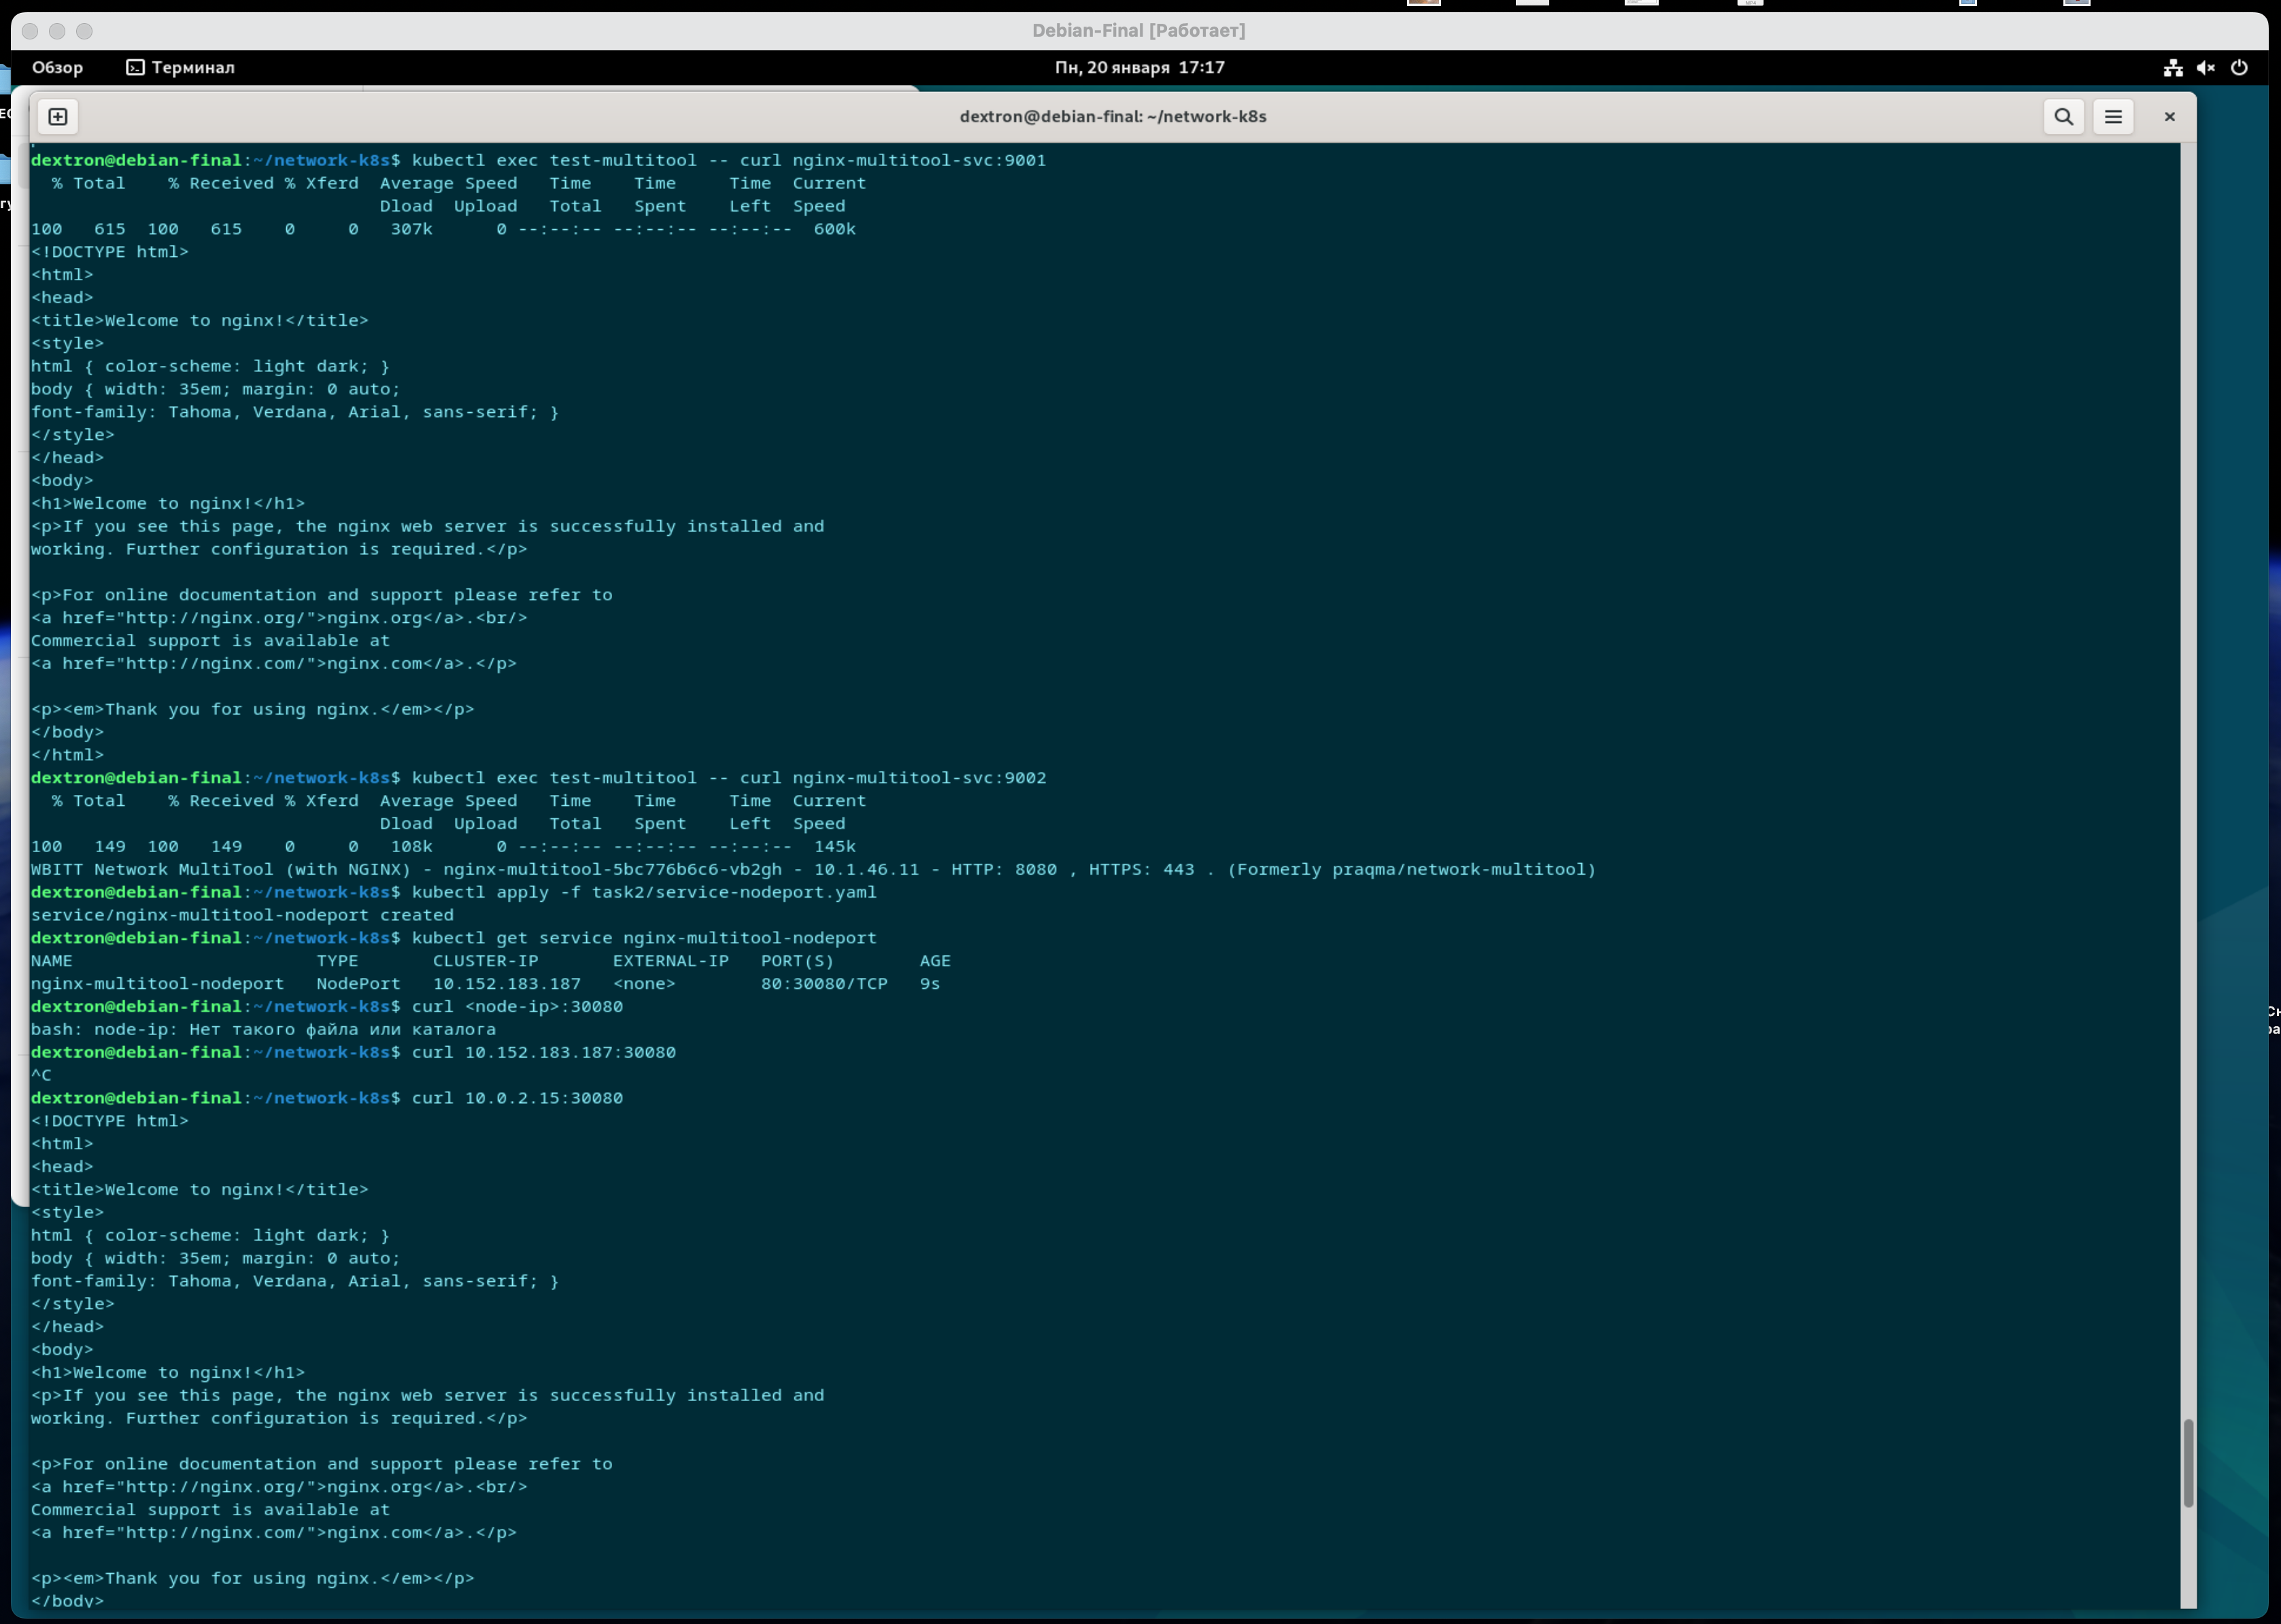 Debian-Final [Работает]
Обзор Терминал Пн, 20 января 17:17
dextron@debian-final: ~/network-k8s
dextron@debian-final:~/network-k8s$ kubectl exec test-multitool -- curl nginx-multitool-svc:9001
  % Total    % Received % Xferd  Average Speed   Time    Time     Time  Current
                                 Dload  Upload   Total   Spent    Left  Speed
100   615  100   615    0     0   307k      0 --:--:-- --:--:-- --:--:--  600k
<!DOCTYPE html>
<html>
<head>
<title>Welcome to nginx!</title>
<style>
html { color-scheme: light dark; }
body { width: 35em; margin: 0 auto;
font-family: Tahoma, Verdana, Arial, sans-serif; }
</style>
</head>
<body>
<h1>Welcome to nginx!</h1>
<p>If you see this page, the nginx web server is successfully installed and
working. Further configuration is required.</p>
<p>For online documentation and support please refer to
<a href="http://nginx.org/">nginx.org</a>.<br/>
Commercial support is available at
<a href="http://nginx.com/">nginx.com</a>.</p>
<p><em>Thank you for using nginx.</em></p>
</body>
</html>
dextron@debian-final:~/network-k8s$ kubectl exec test-multitool -- curl nginx-multitool-svc:9002
  % Total    % Received % Xferd  Average Speed   Time    Time     Time  Current
                                 Dload  Upload   Total   Spent    Left  Speed
100   149  100   149    0     0   108k      0 --:--:-- --:--:-- --:--:--  145k
WBITT Network MultiTool (with NGINX) - nginx-multitool-5bc776b6c6-vb2gh - 10.1.46.11 - HTTP: 8080 , HTTPS: 443 . (Formerly praqma/network-multitool)
dextron@debian-final:~/network-k8s$ kubectl apply -f task2/service-nodeport.yaml
service/nginx-multitool-nodeport created
dextron@debian-final:~/network-k8s$ kubectl get service nginx-multitool-nodeport
NAME                       TYPE       CLUSTER-IP       EXTERNAL-IP   PORT(S)        AGE
nginx-multitool-nodeport   NodePort   10.152.183.187   <none>        80:30080/TCP   9s
dextron@debian-final:~/network-k8s$ curl <node-ip>:30080
bash: node-ip: Нет такого файла или каталога
dextron@debian-final:~/network-k8s$ curl 10.152.183.187:30080
^C
dextron@debian-final:~/network-k8s$ curl 10.0.2.15:30080
<!DOCTYPE html>
<html>
<head>
<title>Welcome to nginx!</title>
<style>
html { color-scheme: light dark; }
body { width: 35em; margin: 0 auto;
font-family: Tahoma, Verdana, Arial, sans-serif; }
</style>
</head>
<body>
<h1>Welcome to nginx!</h1>
<p>If you see this page, the nginx web server is successfully installed and
working. Further configuration is required.</p>
<p>For online documentation and support please refer to
<a href="http://nginx.org/">nginx.org</a>.<br/>
Commercial support is available at
<a href="http://nginx.com/">nginx.com</a>.</p>
<p><em>Thank you for using nginx.</em></p>
</body>